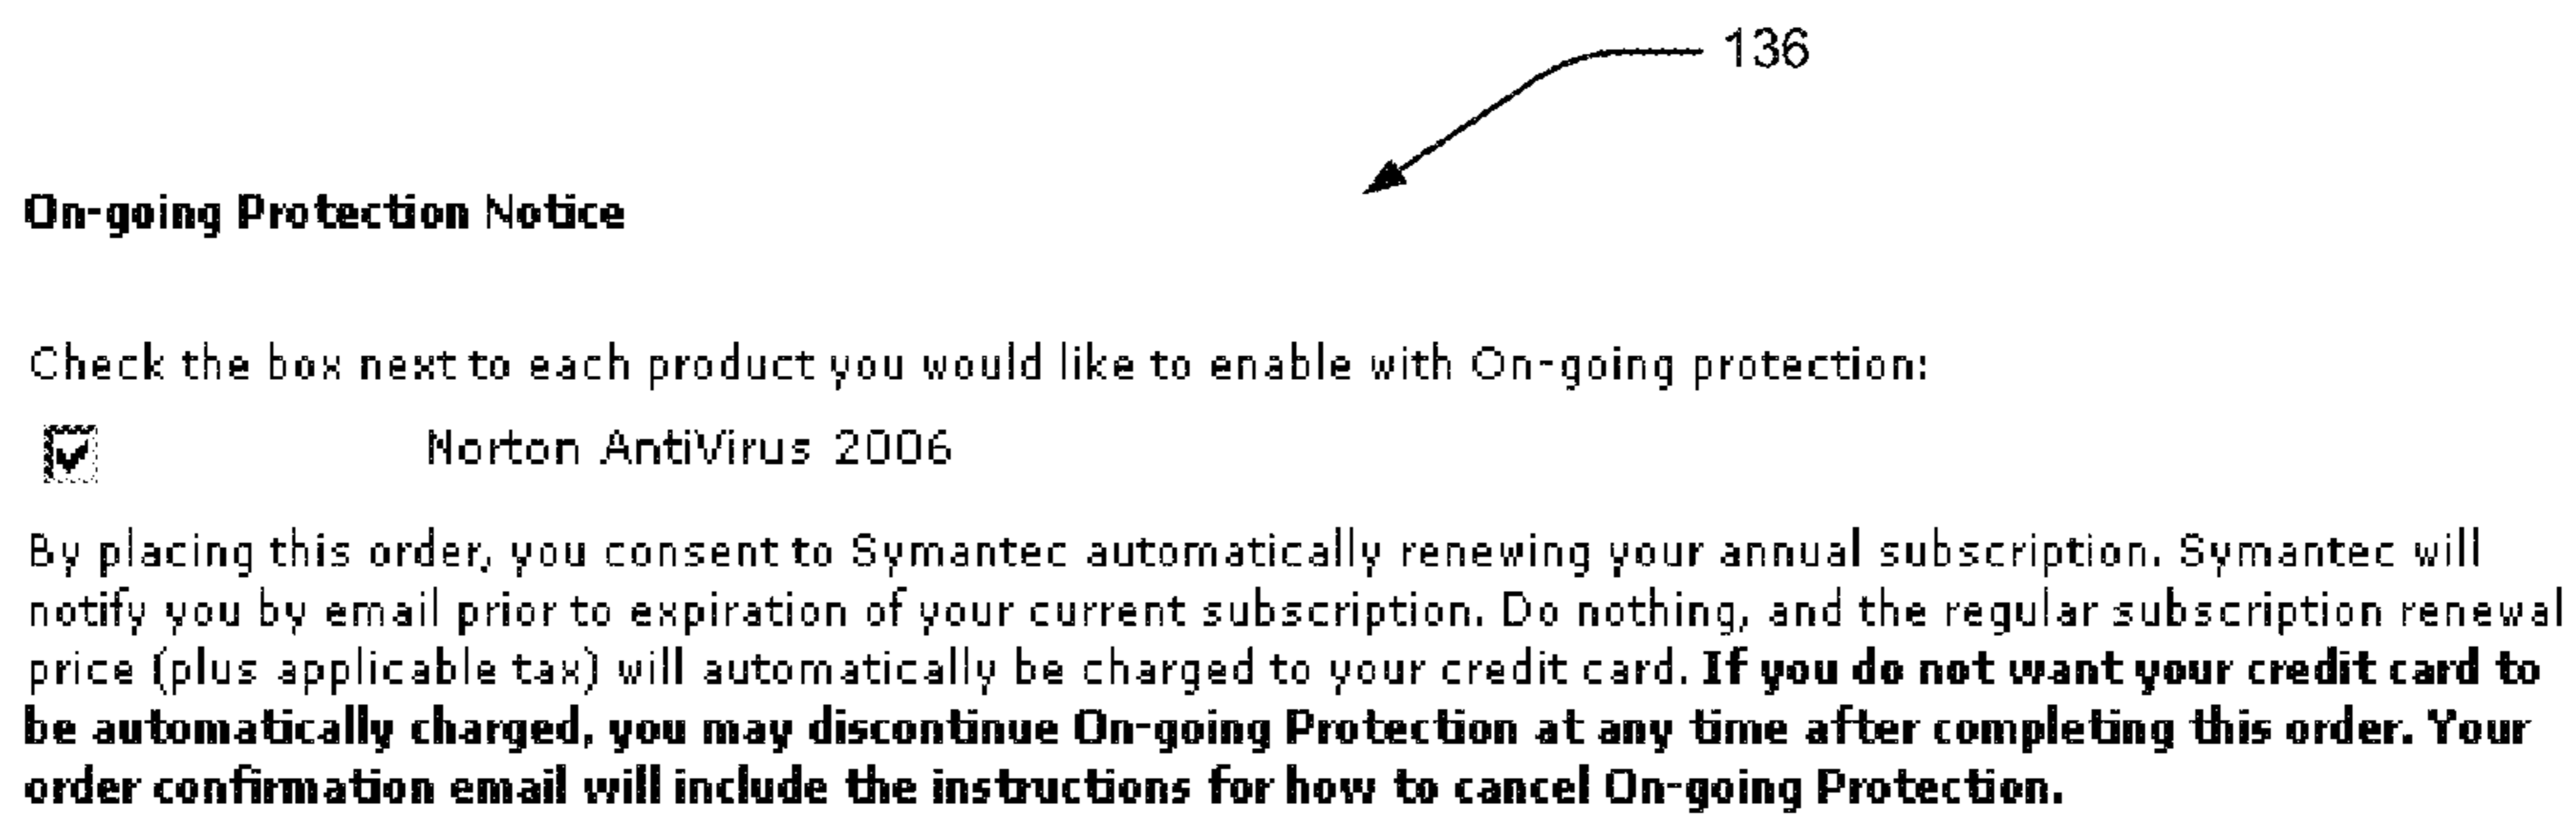 136
On-going Protection Notice
Check the box next to each product you would like to enable with On-going protection:
Norton AntiVirus 2006
By placing this order, you consent to Symantec automatically renewing your annual subscription. Symantec will
notify you by email prior to expiration of your current subscription. Do nothing, and the regular subscription renewal
price (plus applicable tax) will automatically be charged to your credit card. If you do not want your credit card to
be automatically charged, you may discontinue On-going Protection at any time after completing this order. Your
order confirmation email will include the instructions for how to cancel On-going Protection.